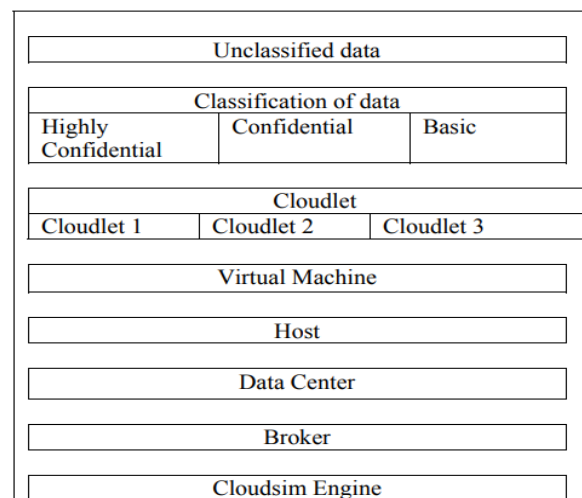 Unclassified data
Classification of data
Highly Confidential Basic
Confidential
Cloudlet
Cloudlet 1 Cloudlet 2 Cloudlet 3
Virtual Machine
Host
Data Center
Broker
Cloudsim Engine